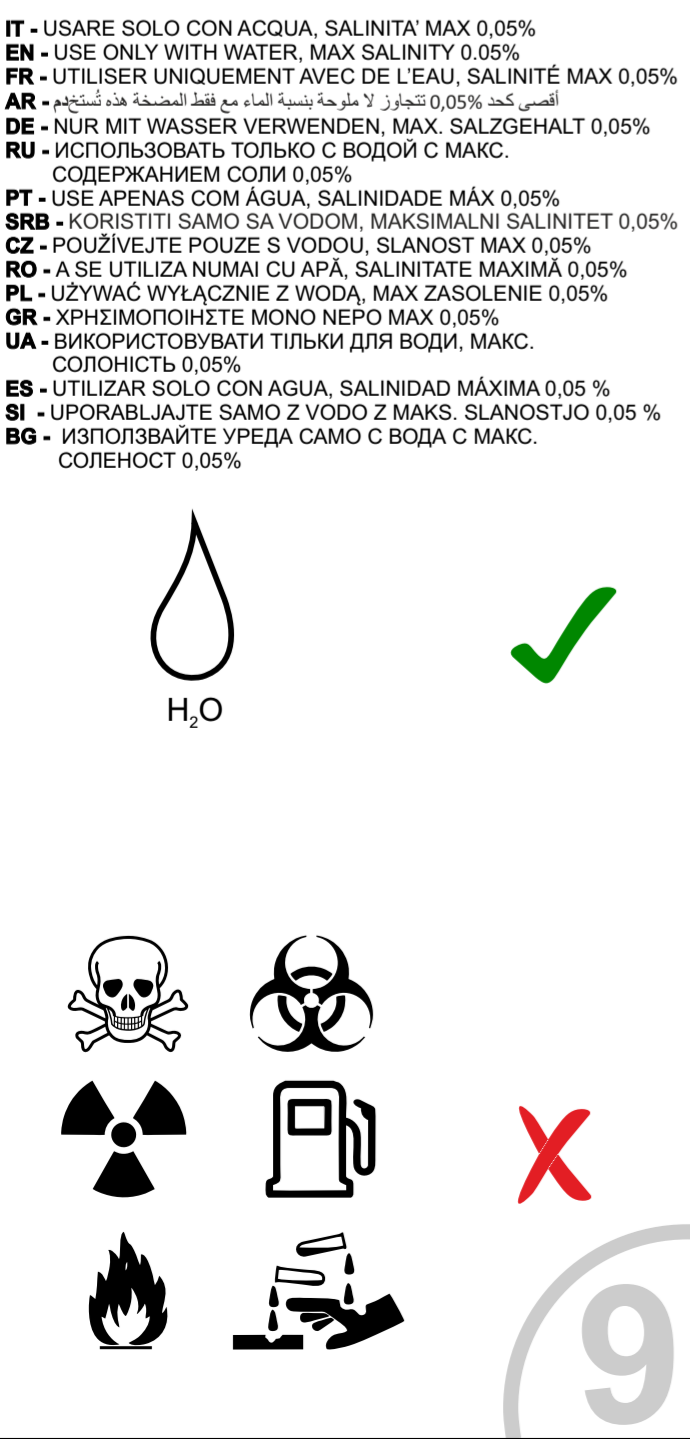 IT - USARE SOLO CON ACQUA, SALINITA’ MAX 0,05%
EN - USE ONLY WITH WATER, MAX SALINITY 0.05%
FR - UTILISER UNIQUEMENT AVEC DE L’EAU, SALINITÉ MAX 0,05%
AR - أقصى كحد 0,05% تتجاوز لا ملوحة بنسبة الماء مع فقط المضخة هذه تُستخدم
DE - NUR MIT WASSER VERWENDEN, MAX. SALZGEHALT 0,05%
RU - ИСПОЛЬЗОВАТЬ ТОЛЬКО С ВОДОЙ С МАКС.
СОДЕРЖАНИЕМ СОЛИ 0,05%
PT - USE APENAS COM ÁGUA, SALINIDADE MÁX 0,05%
SRB - KORISTITI SAMO SA VODOM, MAKSIMALNI SALINITET 0,05%
CZ - POUŽÍVEJTE POUZE S VODOU, SLANOST MAX 0,05%
RO - A SE UTILIZA NUMAI CU APĂ, SALINITATE MAXIMĂ 0,05%
PL - UŻYWAĆ WYŁĄCZNIE Z WODĄ, MAX ZASOLENIE 0,05%
GR - ΧΡΗΣΙΜΟΠΟΙΗΣΤΕ ΜΟΝΟ ΝΕΡΟ MAX 0,05%
UA - ВИКОРИСТОВУВАТИ ТІЛЬКИ ДЛЯ ВОДИ, МАКС.
СОЛОНІСТЬ 0,05%
ES - UTILIZAR SOLO CON AGUA, SALINIDAD MÁXIMA 0,05 %
SI - UPORABLJAJTE SAMO Z VODO Z MAKS. SLANOSTJO 0,05 %
BG - ИЗПОЛЗВАЙТЕ УРЕДА САМО С ВОДА С МАКС.
СОЛЕНОСТ 0,05%
H₂O
9